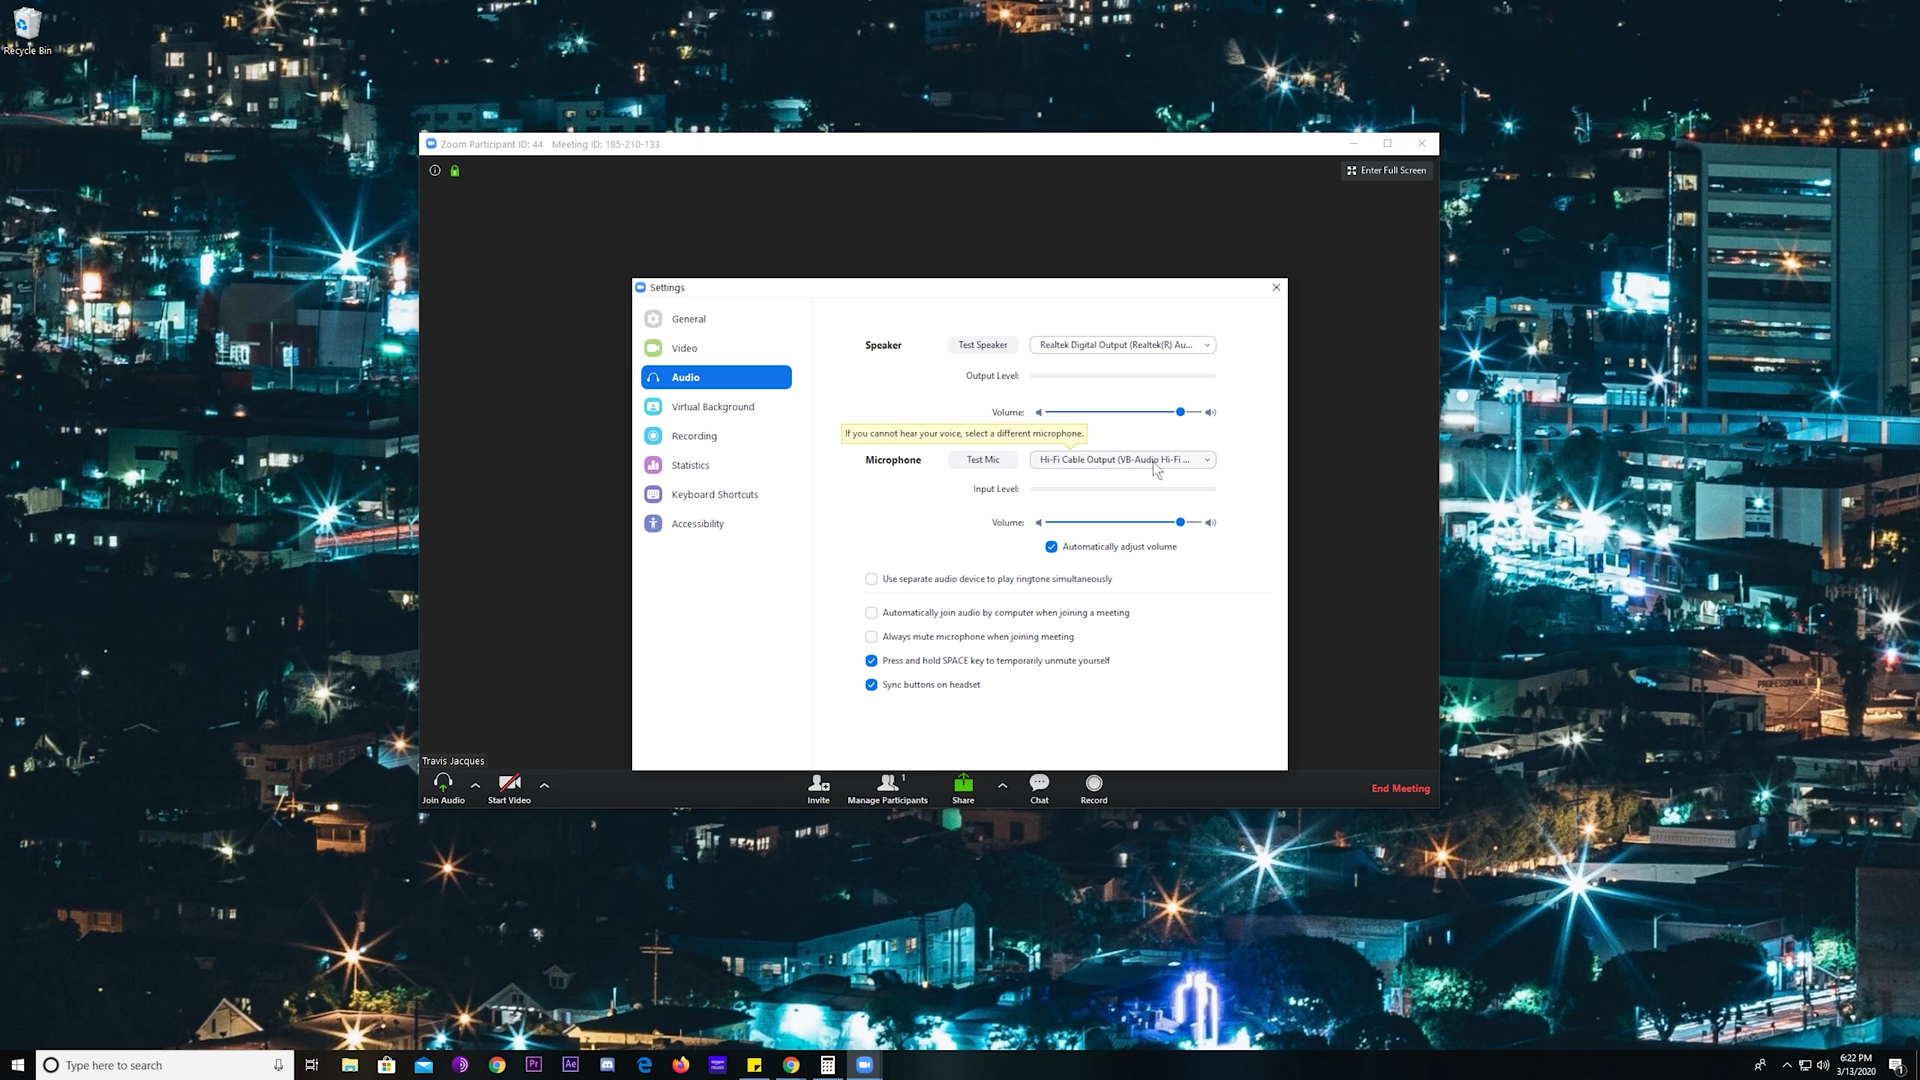 Recycle Bin
Zoom Participant ID: 44 Meeting ID: 185-210-133
Enter Full Screen
Settings
General
Video
Audio
Virtual Background
Recording
Statistics
Keyboard Shortcuts
Accessibility
Speaker
Test Speaker
Realtek Digital Output (Realtek(R) Au...
Output Level:
Volume:
If you cannot hear your voice, select a different microphone.
Microphone
Test Mic
Hi-Fi Cable Output (VB-Audio Hi-Fi ...
Input Level:
Volume:
Automatically adjust volume
Use separate audio device to play ringtone simultaneously
Automatically join audio by computer when joining a meeting
Always mute microphone when joining meeting
Press and hold SPACE key to temporarily unmute yourself
Sync buttons on headset
Travis Jacques
Join Audio
Start Video
Invite
1
Manage Participants
Share
Chat
Record
End Meeting
PROFESSIONAL
Type here to search
Pr
Ae
music
6:22 PM
3/13/2020
1